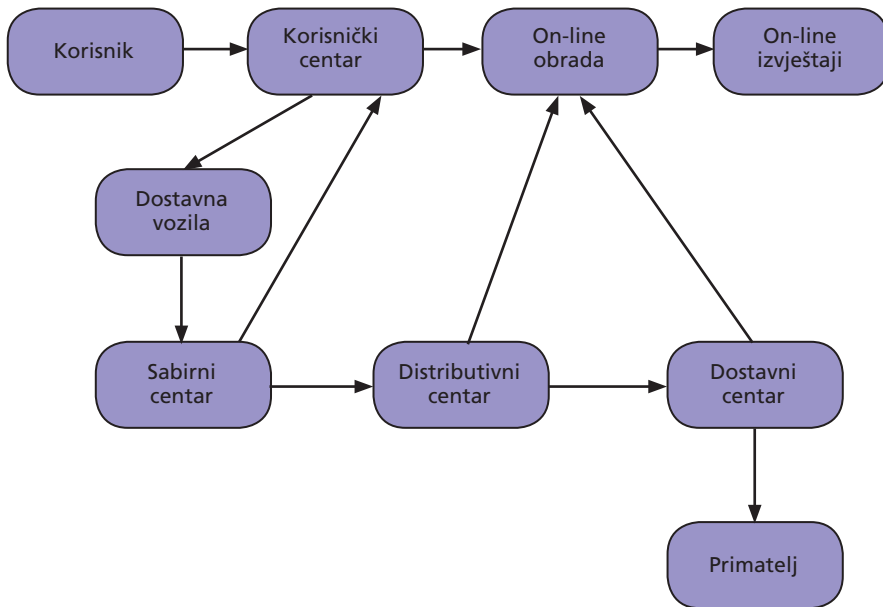 Korisnik
Korisnički
centar
On-line
obrada
On-line
izvještaji
Dostavna
vozila
Sabirni
centar
Distributivni
centar
Dostavni
centar
Primatelj